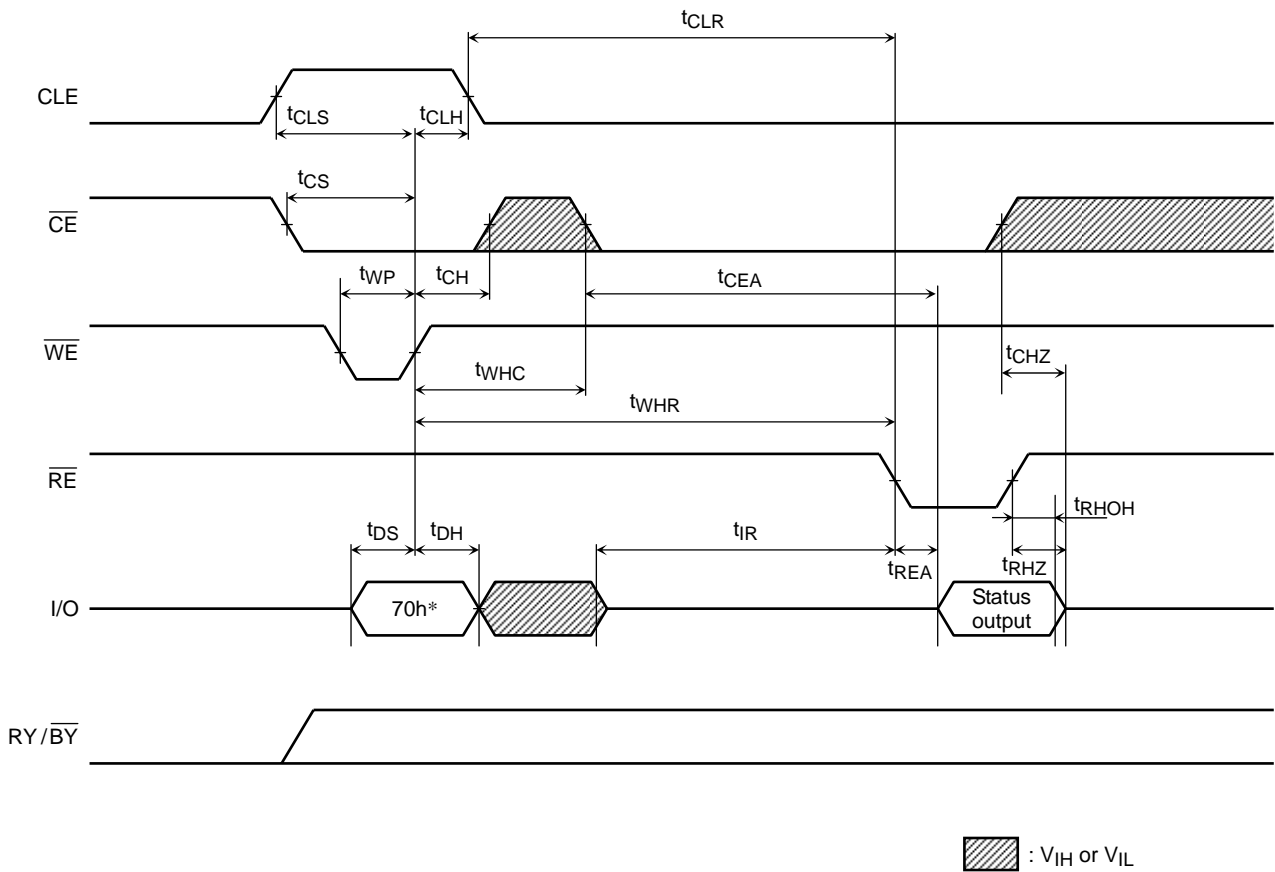 tCLR
CLE
tCLS
tCLH
tCS
CE
tWP
tCH
tCEA
WE
tCHZ
tWHC
tWHR
RE
tRHOH
tDS
tDH
tIR
tREA
tRHZ
I/O
70h*
Status
output
RY/BY
: VIH or VIL